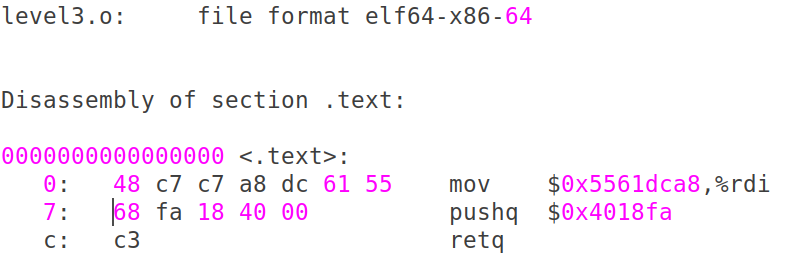 level3.o:     file format elf64-x86-64
Disassembly of section .text:
0000000000000000 <.text>:
   0:   48 c7 c7 a8 dc 61 55    mov    $0x5561dca8,%rdi
   7:   68 fa 18 40 00          pushq  $0x4018fa
   c:   c3                      retq